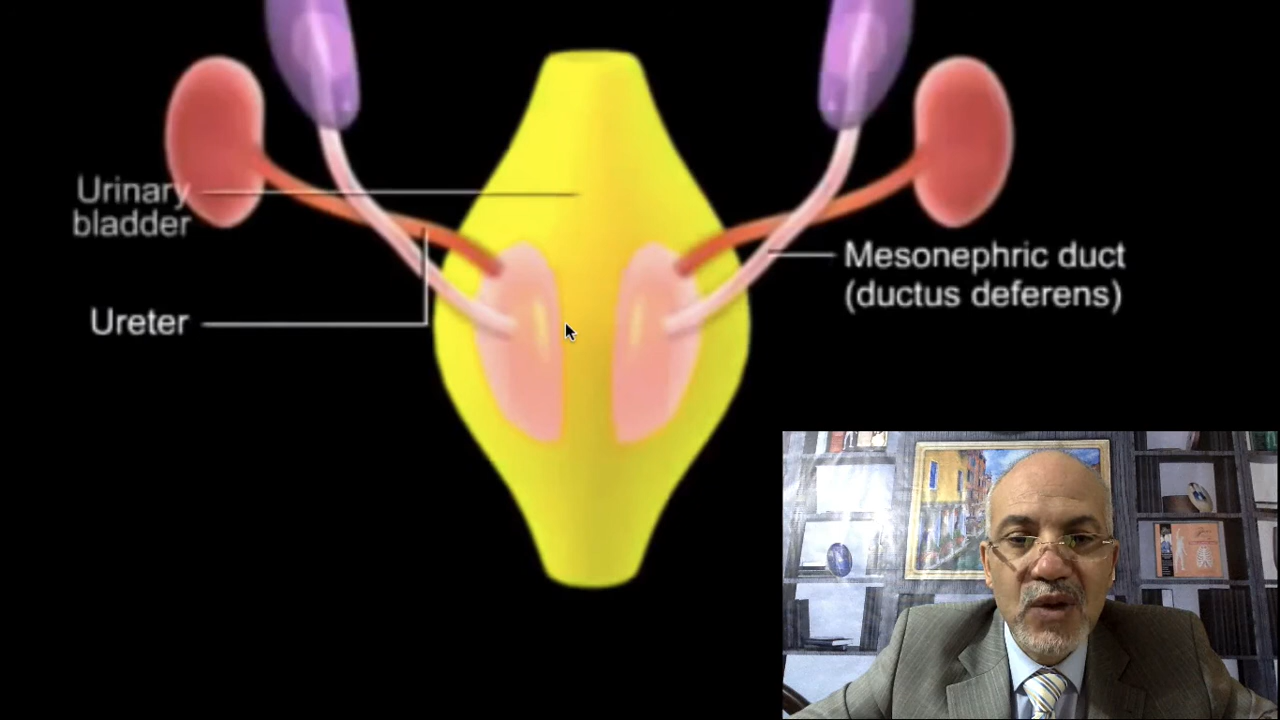 Urinary
bladder
Ureter
Mesonephric duct
(ductus deferens)